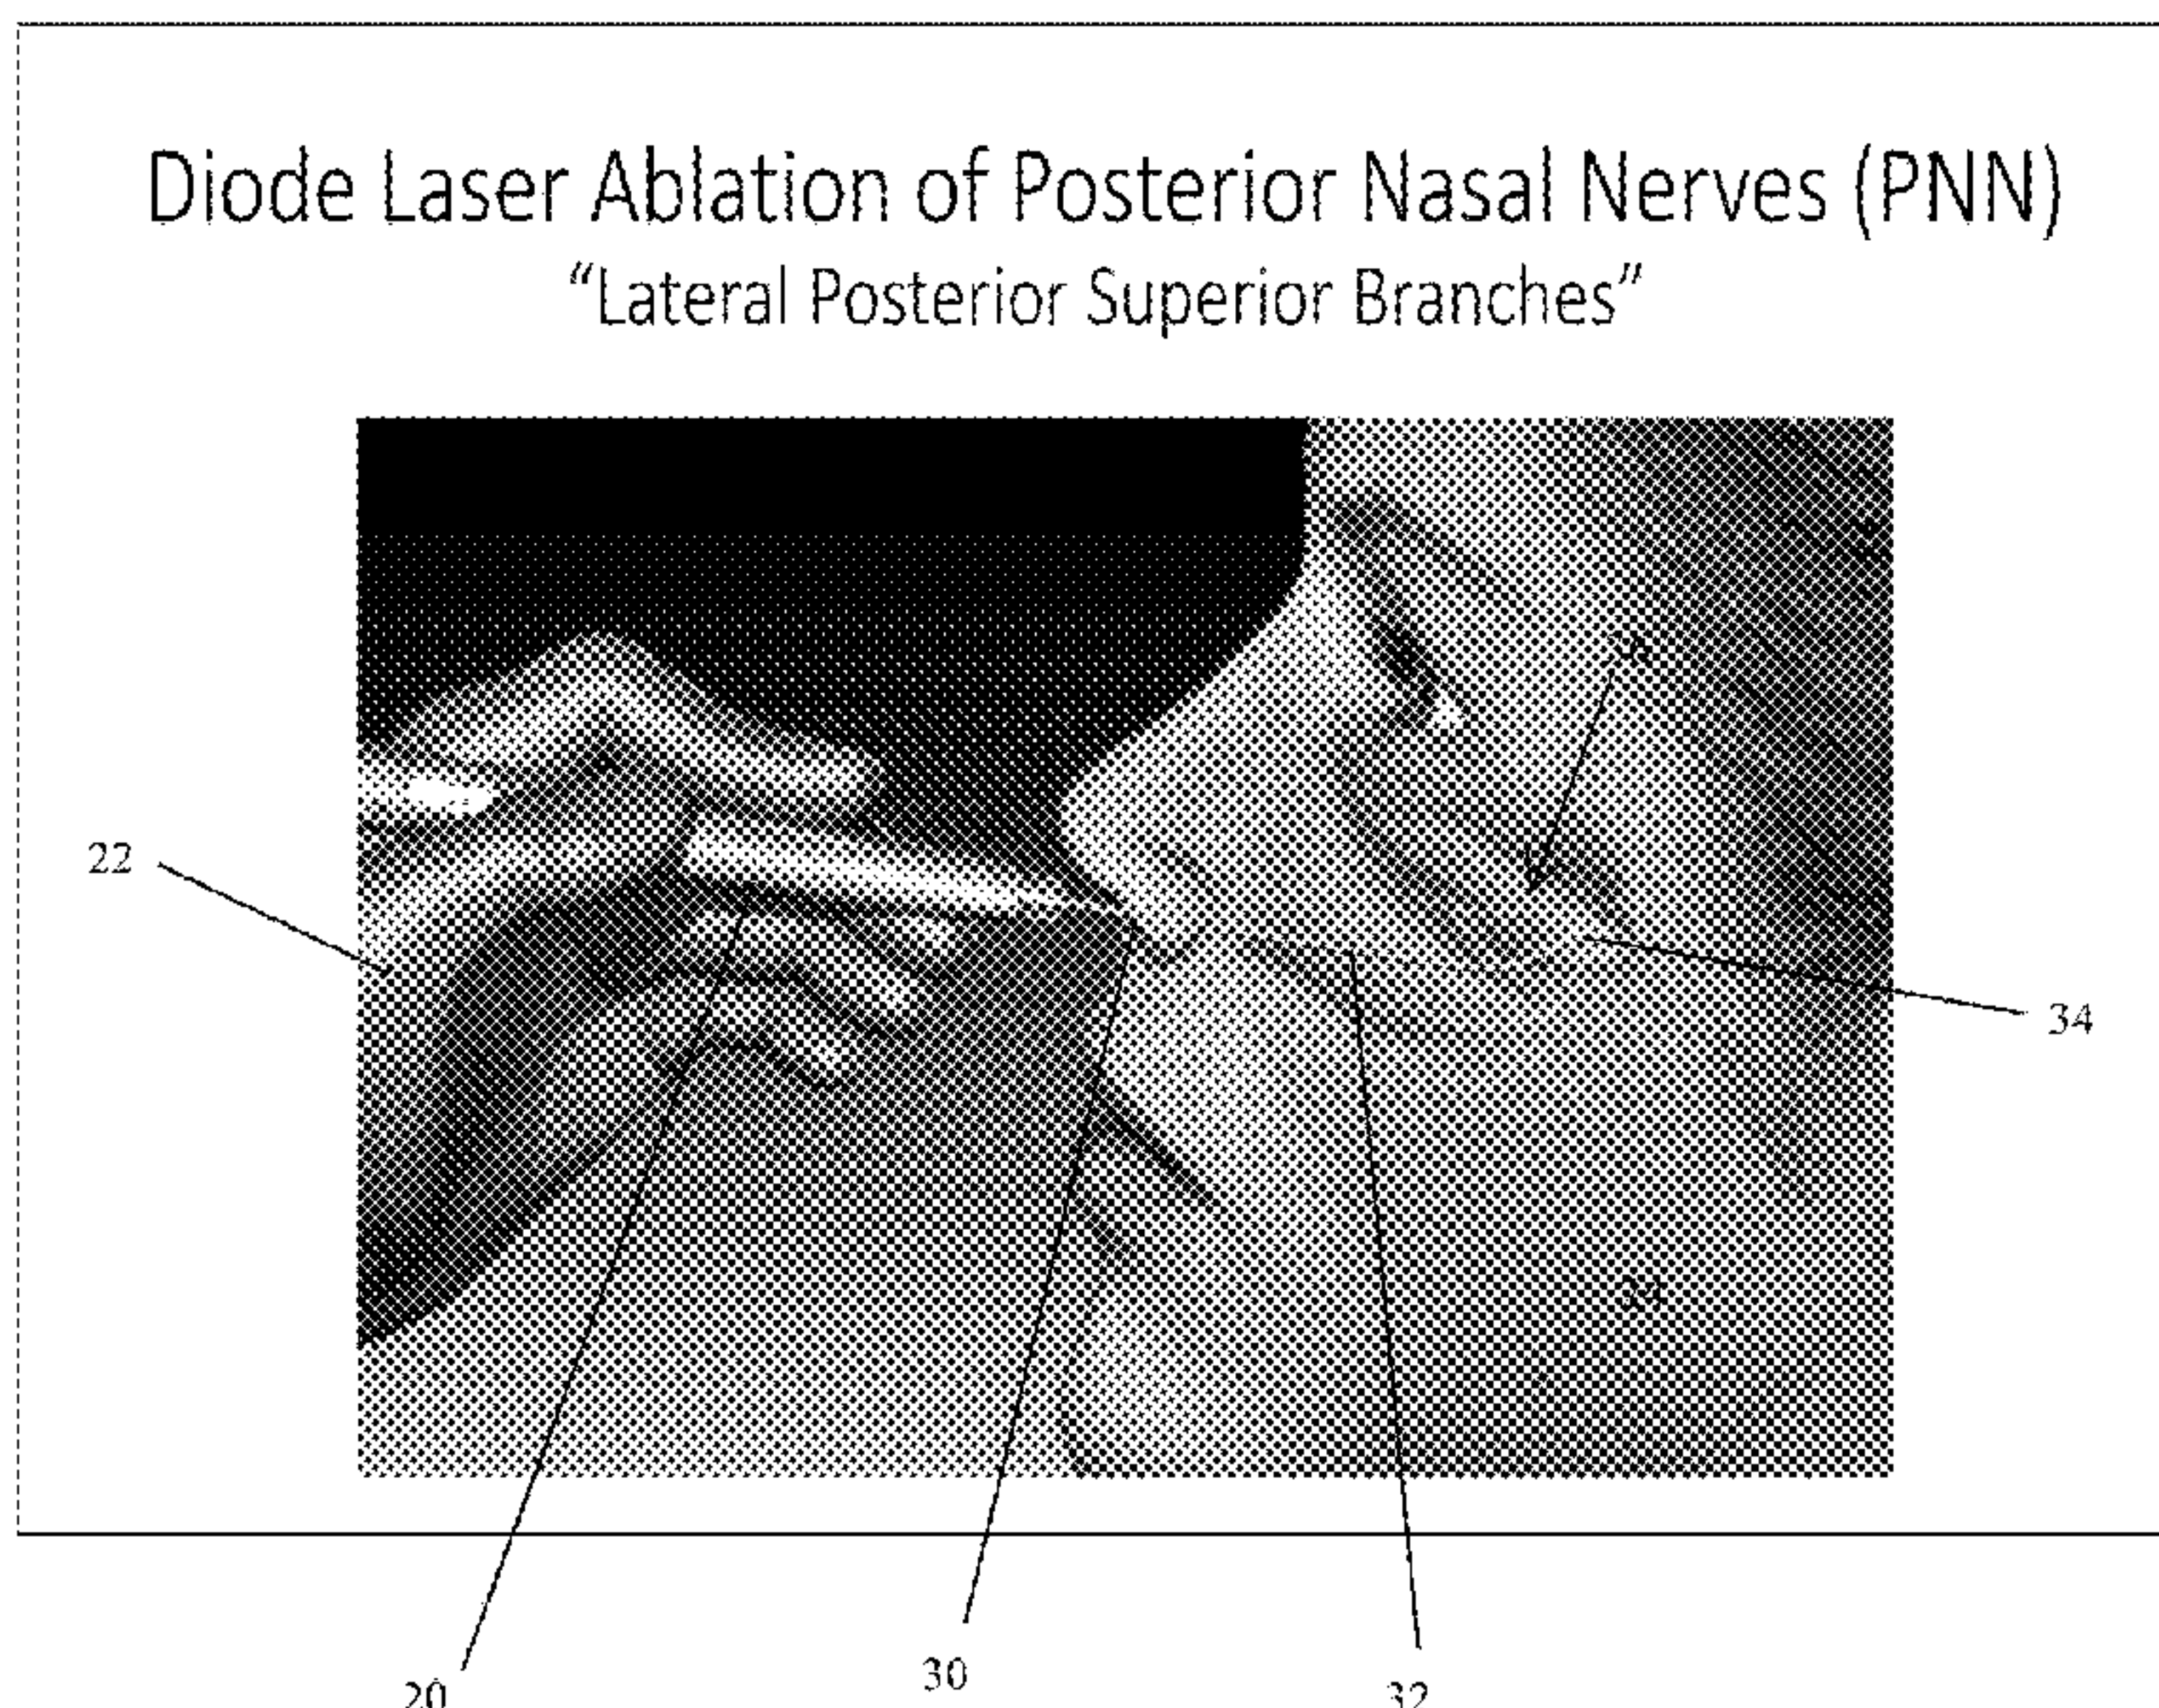 Diode Laser Ablation of Posterior Nasal Nerves (PNN)
“Lateral Posterior Superior Branches”
22
34
20
30
32